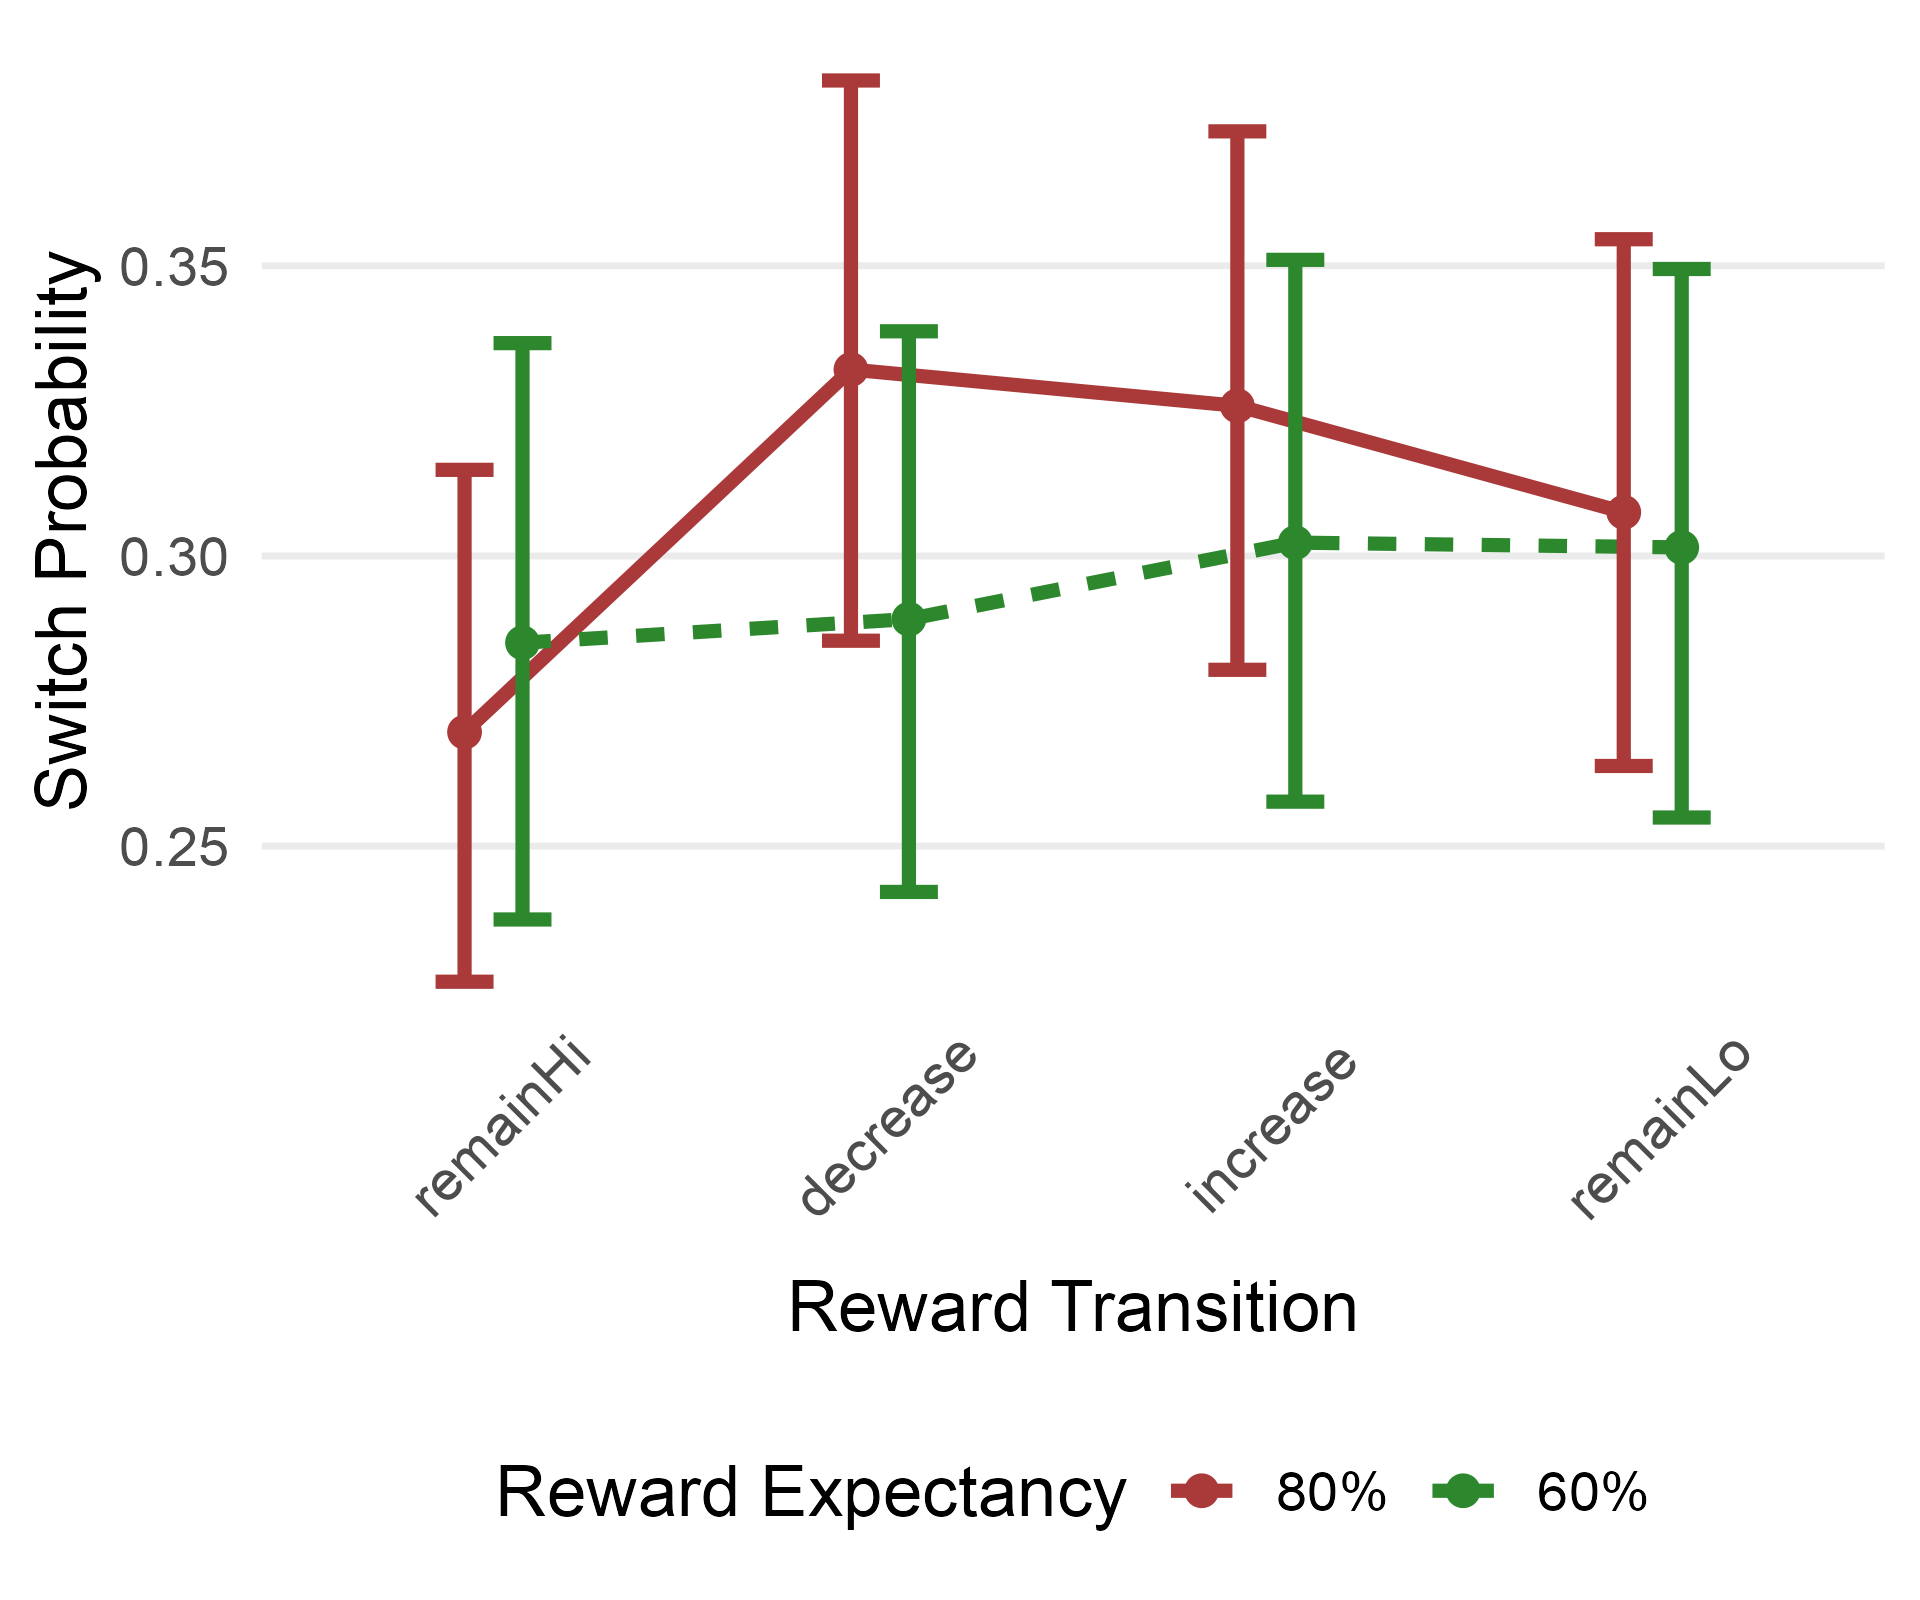 Switch Probability
0.35
0.30
0.25
remainHi
decrease
increase
remainLo
Reward Transition
Reward Expectancy 80% 60%